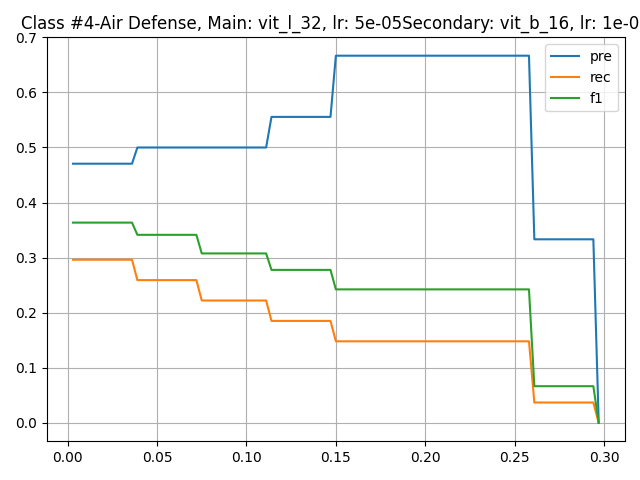 Class #4-Air Defense, Main: vit_l_32, lr: 5e-05Secondary: vit_b_16, lr: 1e-0
0.7
0.6
0.5
0.4
0.3
0.2
0.1
0.0
pre
rec
f1
0.00 0.05 0.10 0.15 0.20 0.25 0.30